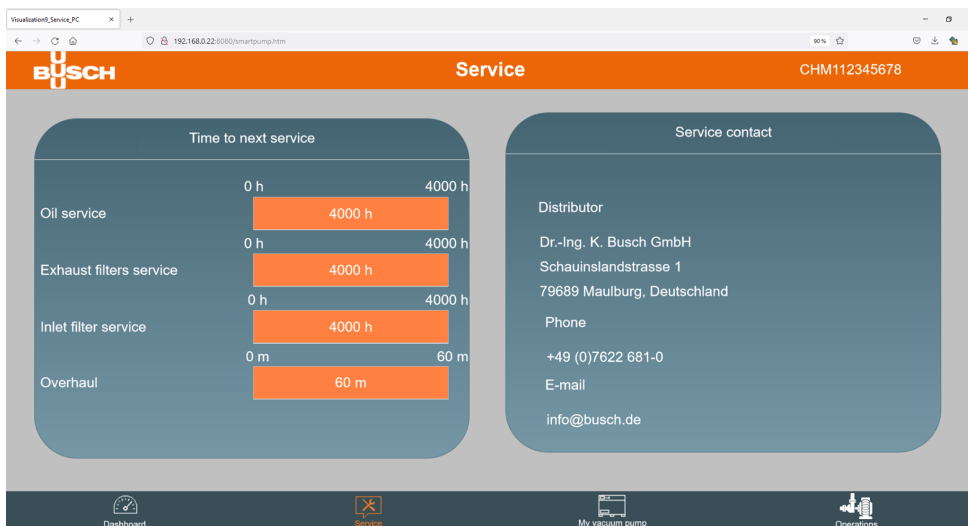 Visualization9_Service_PC
192.168.0.22:8080/smartpump.htm
90%
BUSCH
Service
CHM112345678
Time to next service
0 h 4000 h
Oil service 4000 h
0 h 4000 h
Exhaust filters service 4000 h
0 h 4000 h
Inlet filter service 4000 h
0 m 60 m
Overhaul 60 m
Service contact
Distributor
Dr.-Ing. K. Busch GmbH
Schauinslandstrasse 1
79689 Maulburg, Deutschland
Phone
+49 (0)7622 681-0
E-mail
info@busch.de
Dashboard
Service
My vacuum pump
Operations